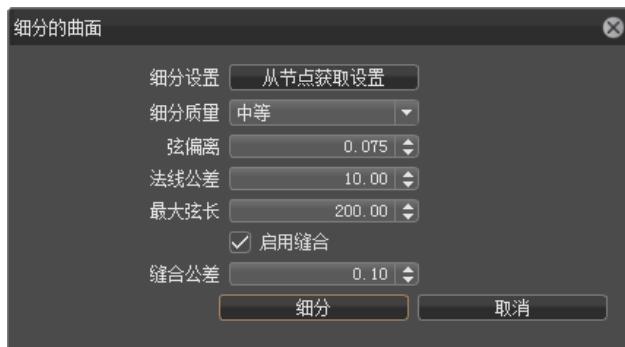 细分的曲面
细分设置 从节点获取设置
细分质量 中等
弦偏离 0.075
法线公差 10.00
最大弦长 200.00
启用缝合
缝合公差 0.10
细分 取消